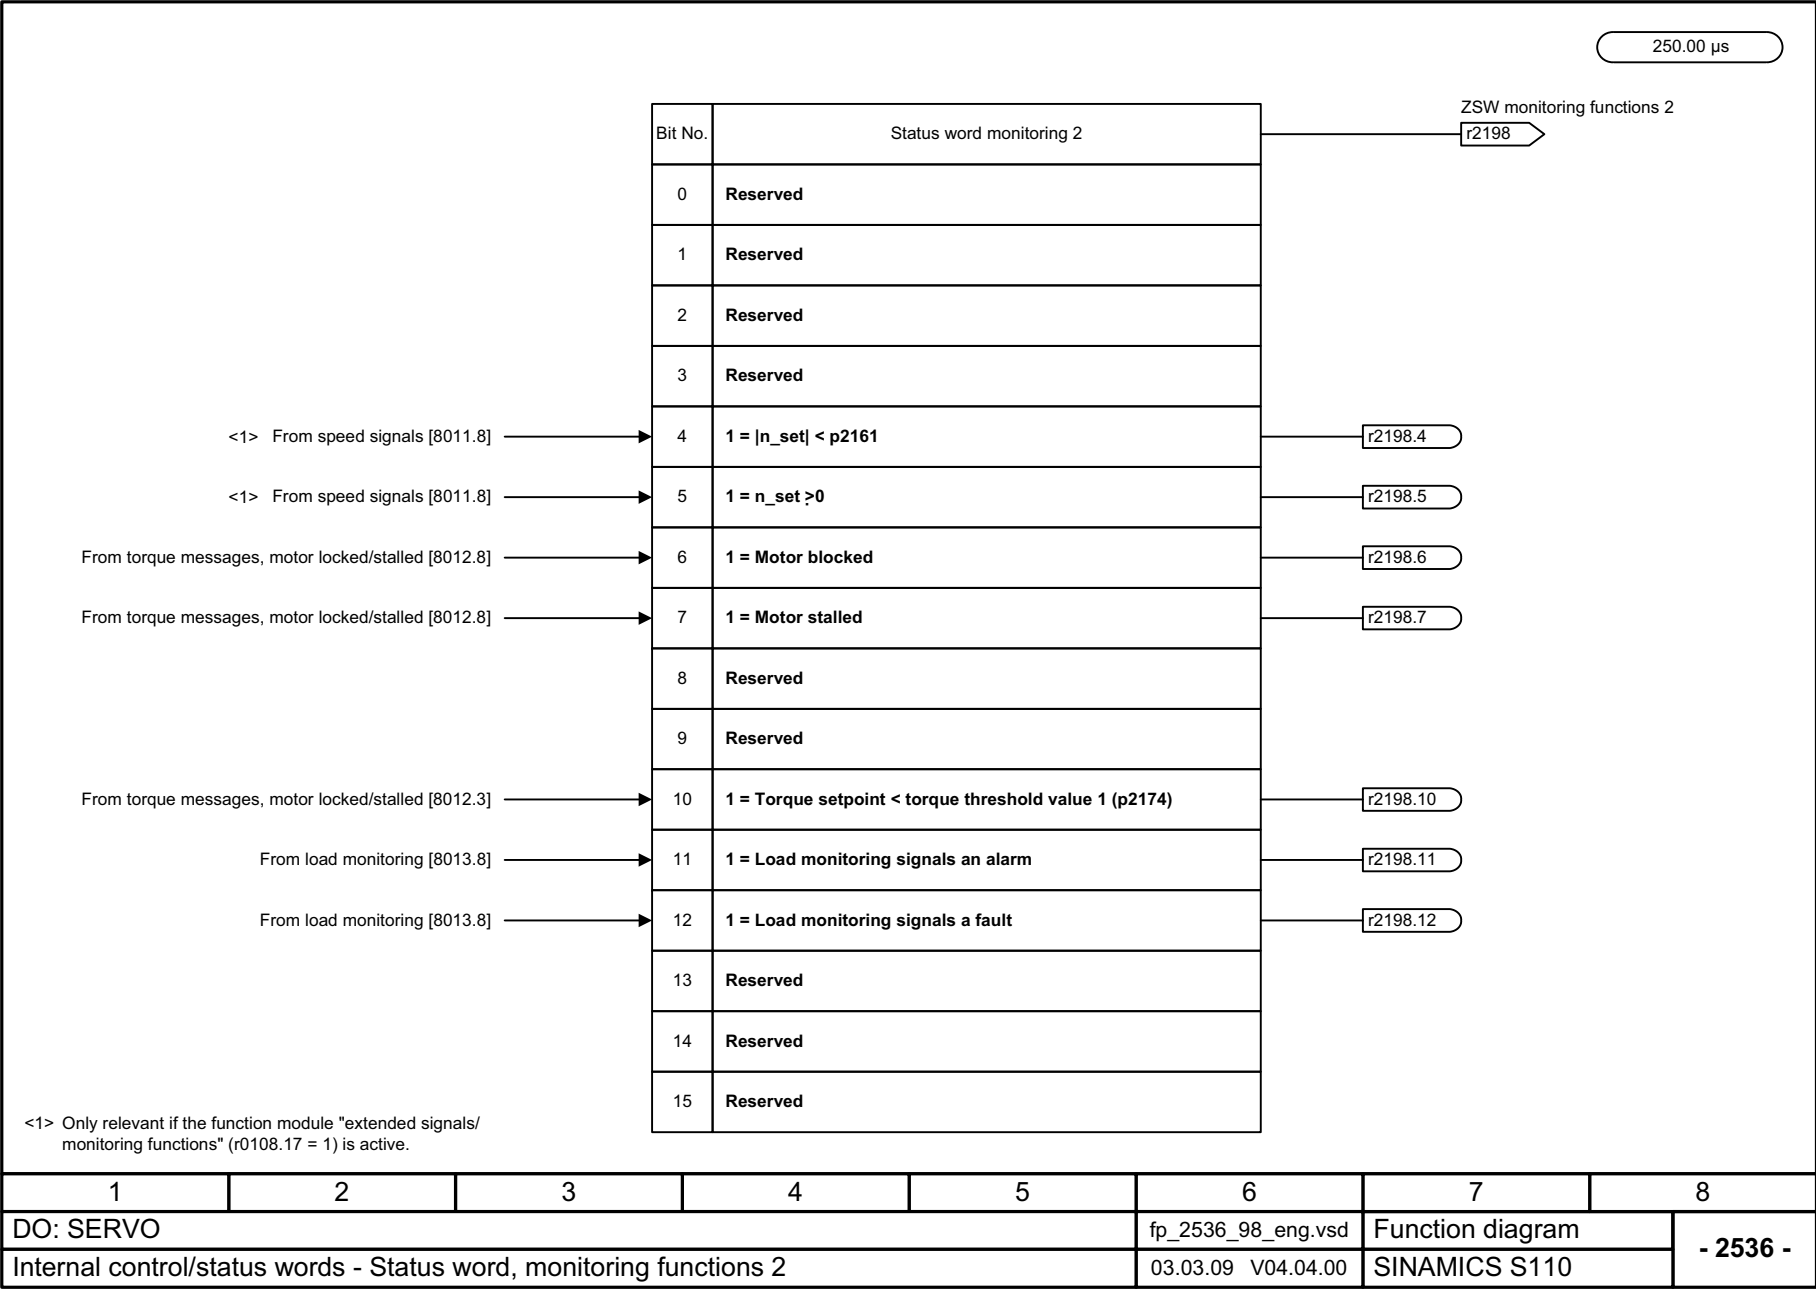 250.00 µs
ZSW monitoring functions 2
Bit No. Status word monitoring 2 r2198
0 Reserved
1 Reserved
2 Reserved
3 Reserved
<1> From speed signals [8011.8] 4 1 = |n_set| < p2161 r2198.4
<1> From speed signals [8011.8] 5 1 = n_set >0 r2198.5
From torque messages, motor locked/stalled [8012.8] 6 1 = Motor blocked r2198.6
From torque messages, motor locked/stalled [8012.8] 7 1 = Motor stalled r2198.7
8 Reserved
9 Reserved
From torque messages, motor locked/stalled [8012.3] 10 1 = Torque setpoint < torque threshold value 1 (p2174) r2198.10
From load monitoring [8013.8] 11 1 = Load monitoring signals an alarm r2198.11
From load monitoring [8013.8] 12 1 = Load monitoring signals a fault r2198.12
13 Reserved
14 Reserved
15 Reserved
<1> Only relevant if the function module "extended signals/
monitoring functions" (r0108.17 = 1) is active.
1 2 3 4 5 6 7 8
DO: SERVO fp_2536_98_eng.vsd Function diagram
- 2536 -
Internal control/status words - Status word, monitoring functions 2 03.03.09 V04.04.00 SINAMICS S110